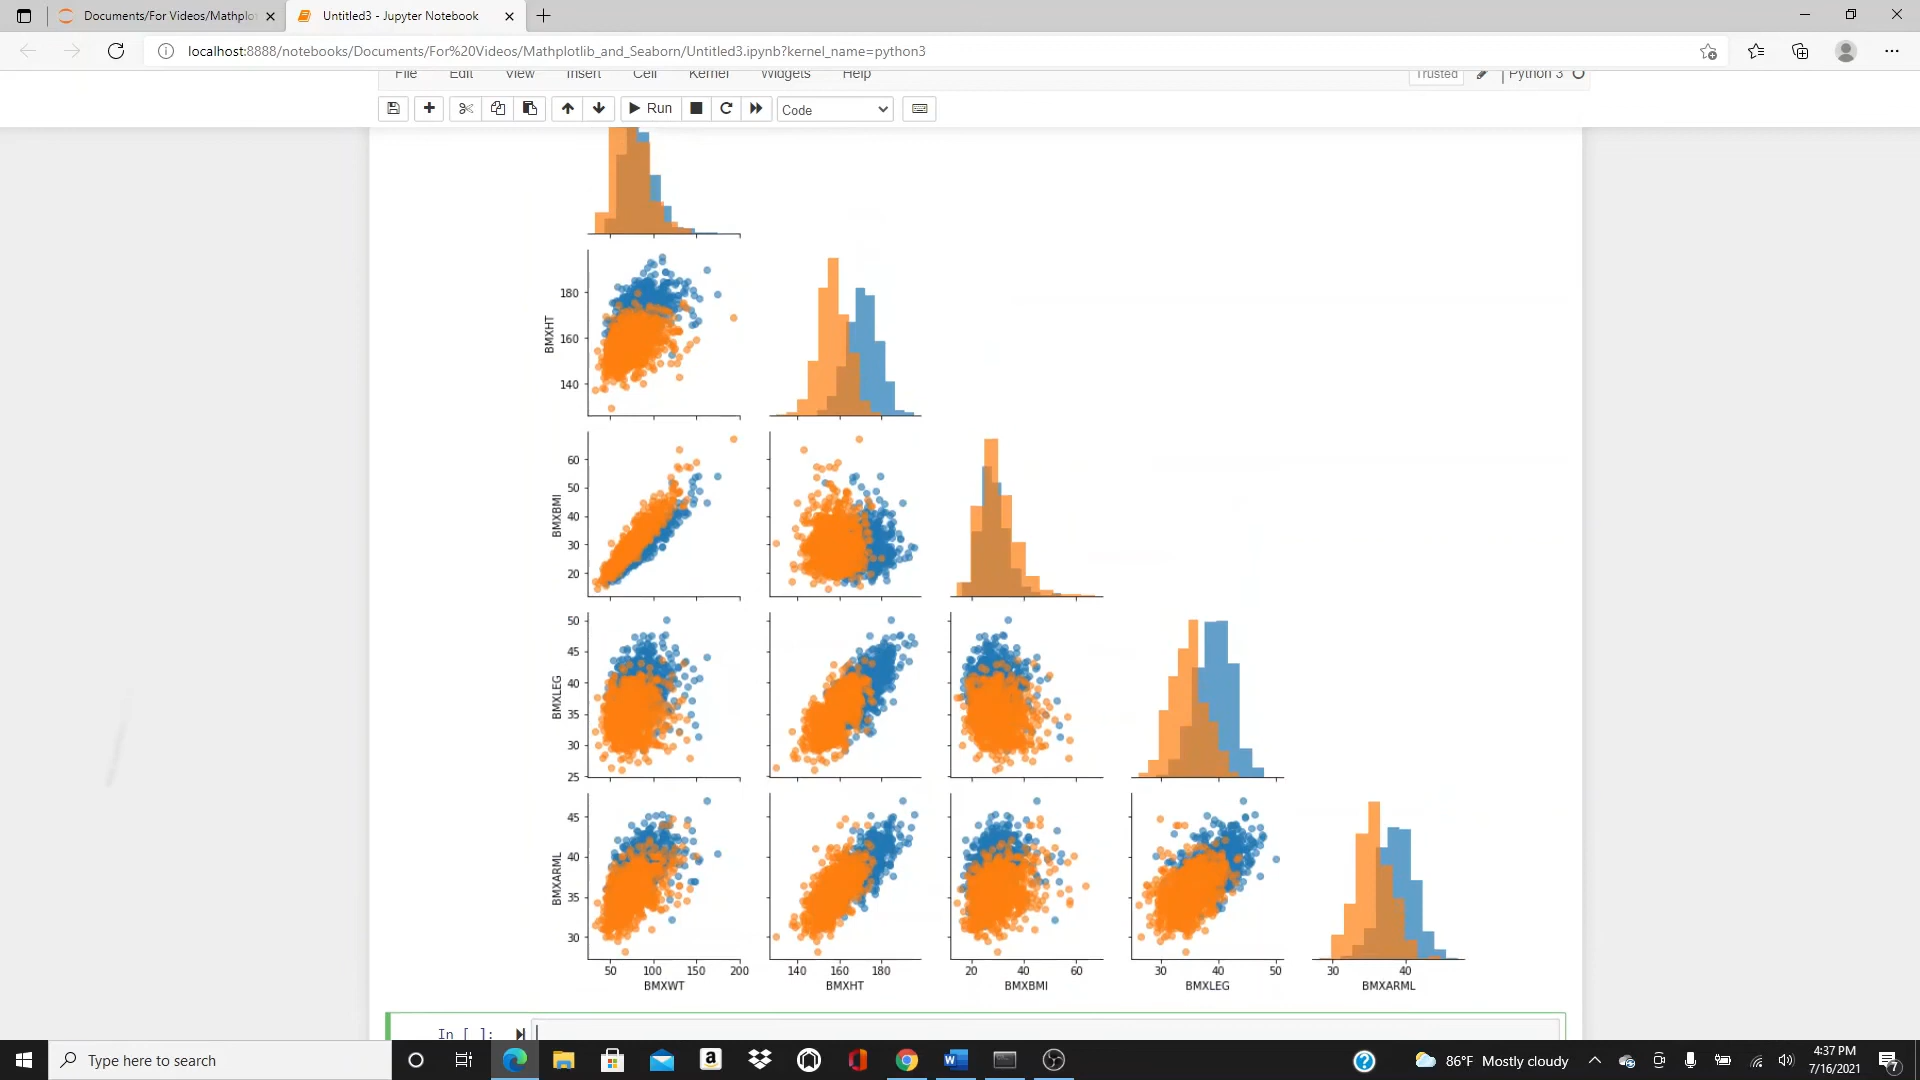 Documents/For Videos/Mathplo
Untitled3 - Jupyter Notebook
localhost:8888/notebooks/Documents/For%20Videos/Mathplotlib_and_Seaborn/Untitled3.ipynb?kernel_name=python3
File Edit View Insert Cell Kernel Widgets Help
Trusted Python 3
Run
Code
BMXHT
180
160
140
BMXBMI
60
50
40
30
20
BMXLEG
50
45
40
35
30
25
BMXARML
45
40
35
30
50 100 150 200
140 160 180
20 40 60
30 40 50
30 40
BMXWT BMXHT BMXBMI BMXLEG BMXARML
In [ ]:
Type here to search
86°F Mostly cloudy
4:37 PM
7/16/2021
7